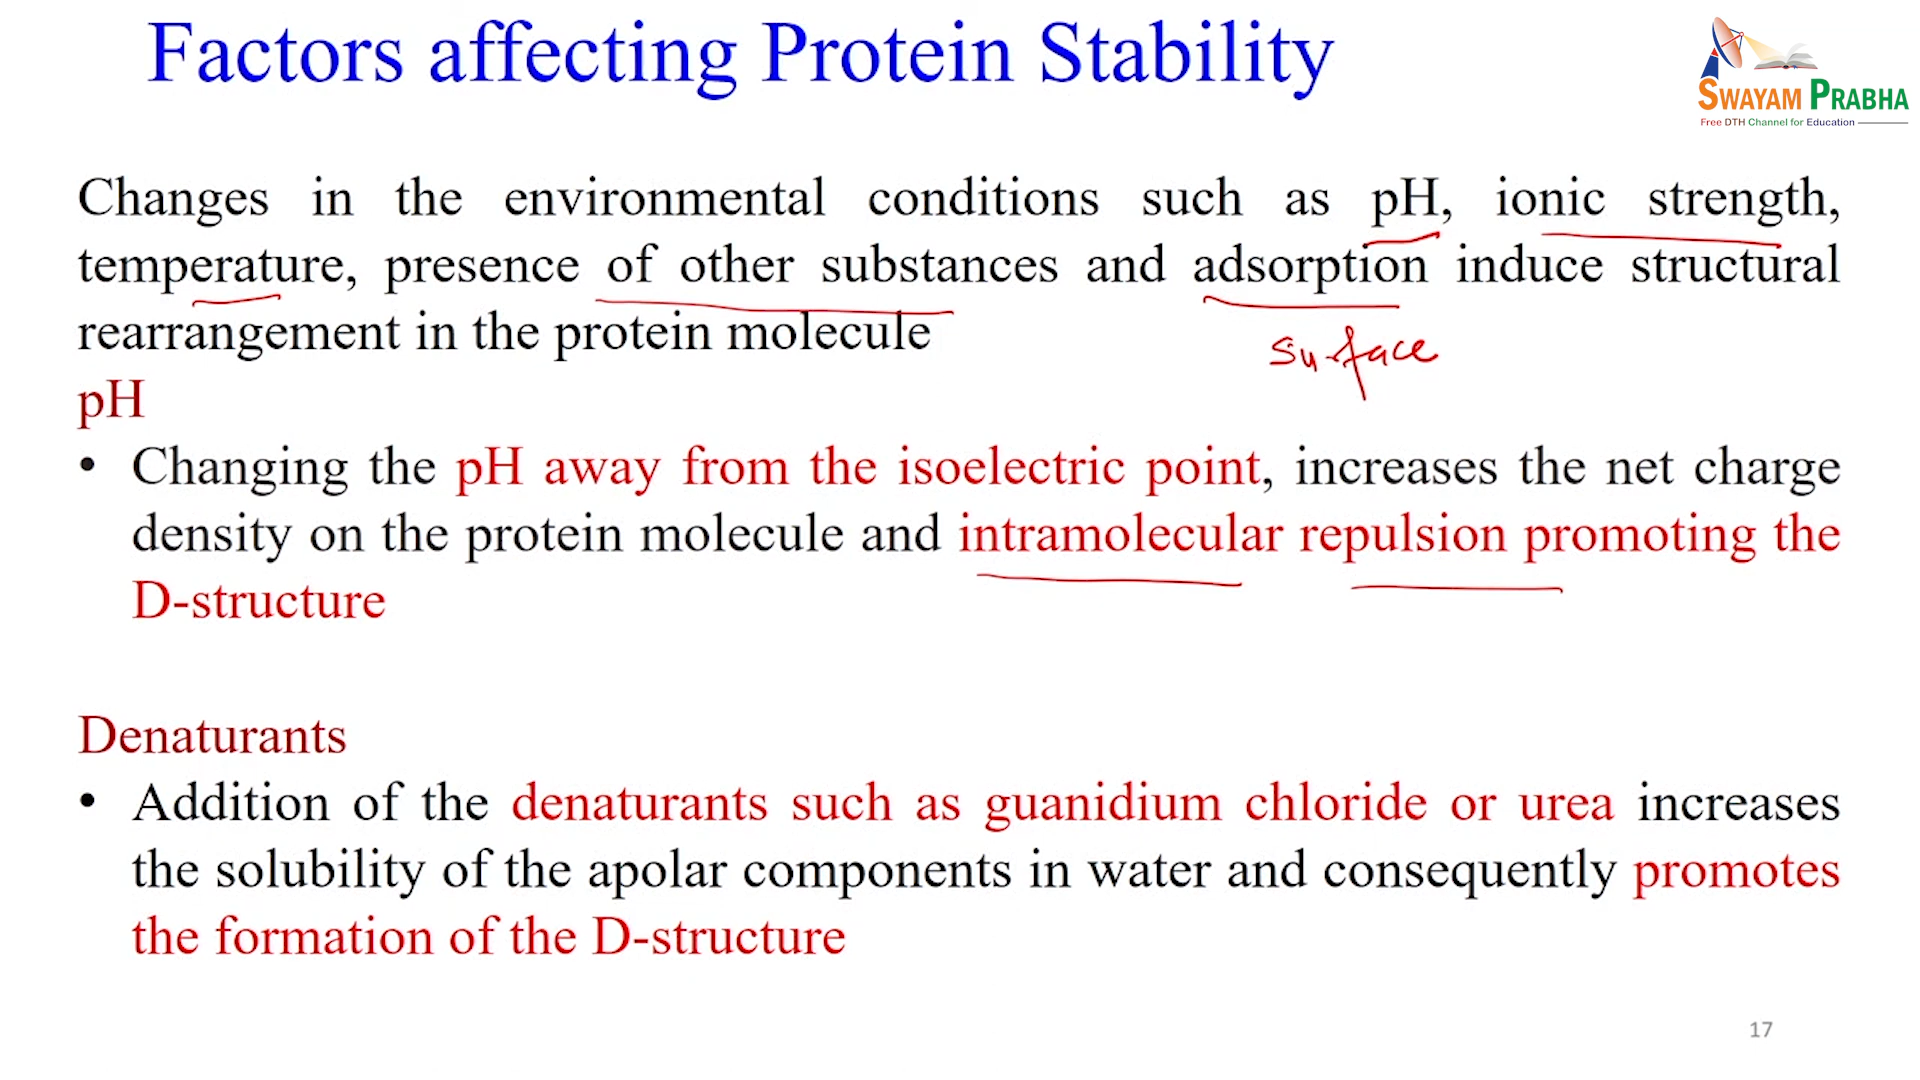 Factors affecting Protein Stability
SWAYAM PRABHA
Free DTH Channel for Education
Changes in the environmental conditions such as pH, ionic strength,
temperature, presence of other substances and adsorption induce structural
rearrangement in the protein molecule
surface
pH
• Changing the pH away from the isoelectric point, increases the net charge
density on the protein molecule and intramolecular repulsion promoting the
D-structure
Denaturants
• Addition of the denaturants such as guanidium chloride or urea increases
the solubility of the apolar components in water and consequently promotes
the formation of the D-structure
17